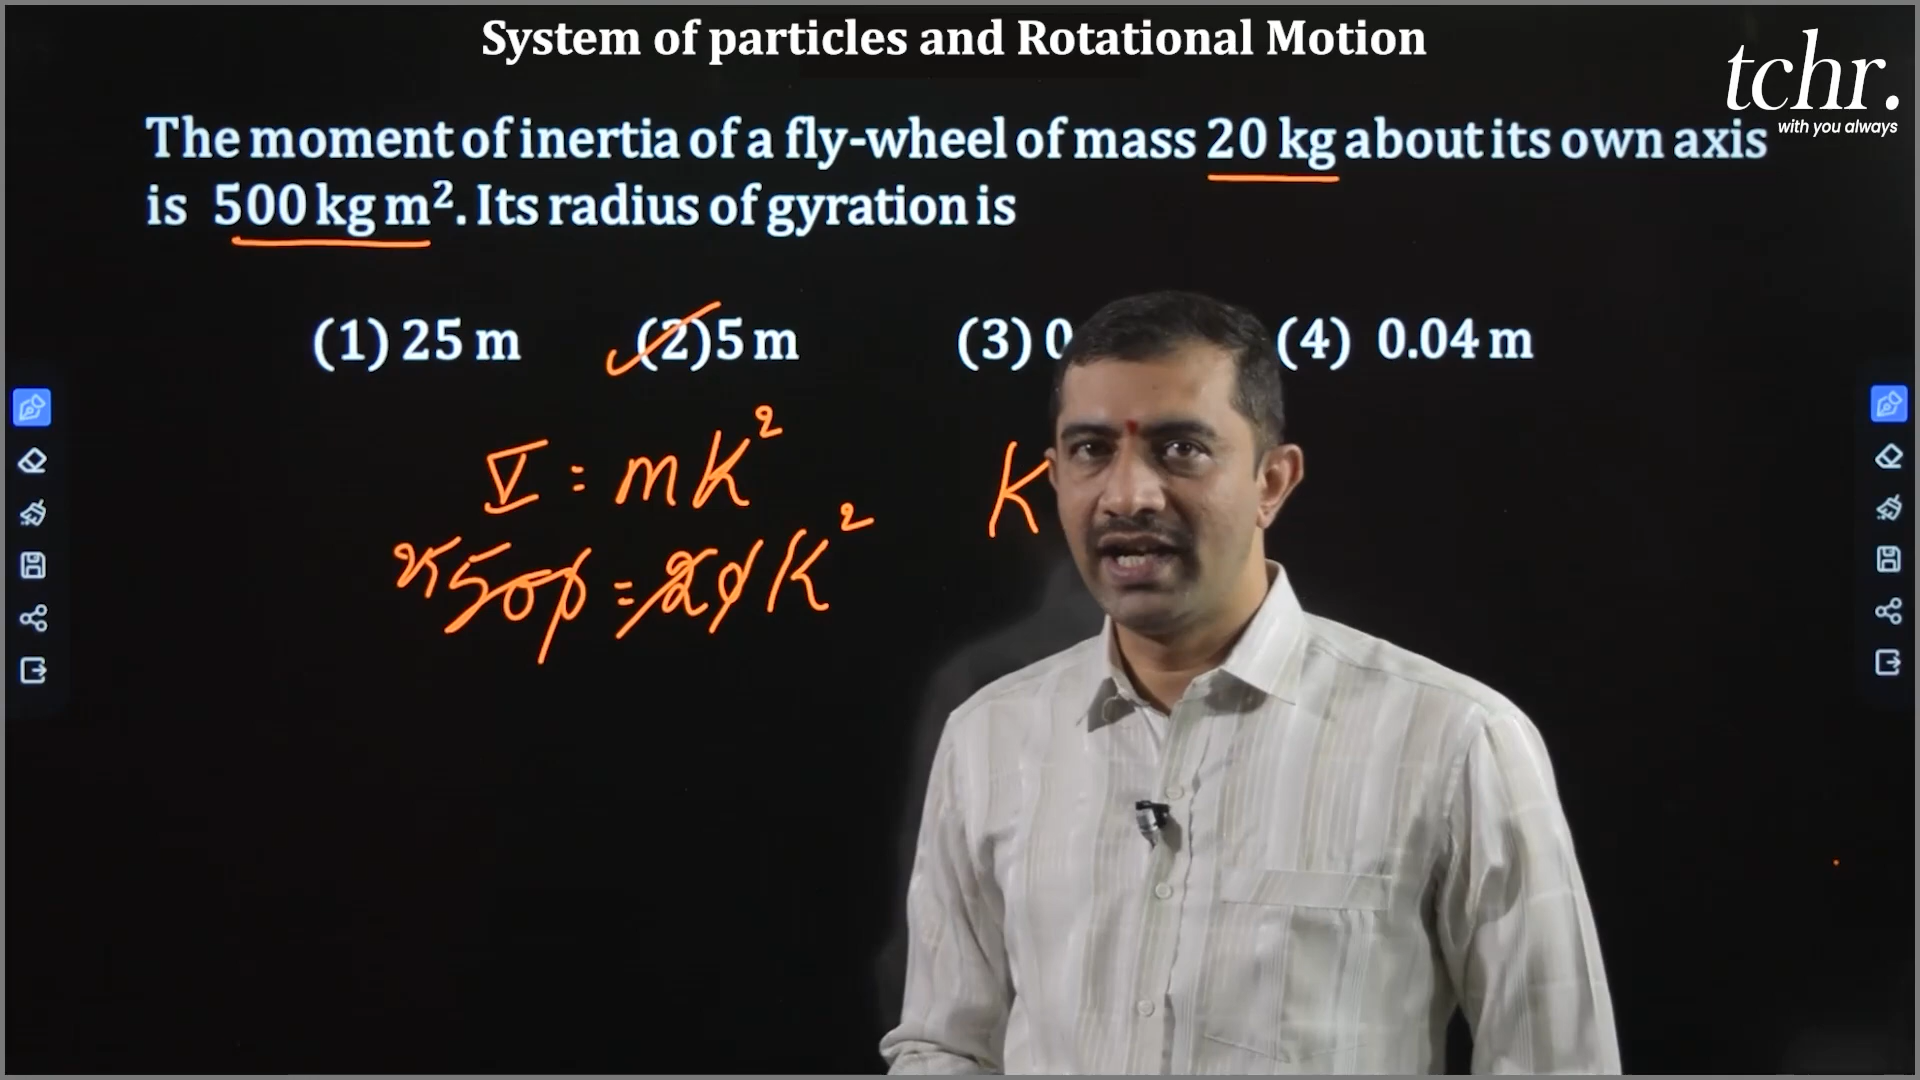 System of particles and Rotational Motion
tchr.
with you always
The moment of inertia of a fly-wheel of mass 20 kg about its own axis
is 500 kg m². Its radius of gyration is
(1) 25 m (2) 5 m (3) 0 (4) 0.04 m
I = mK²
25 500 = 20 K²
K